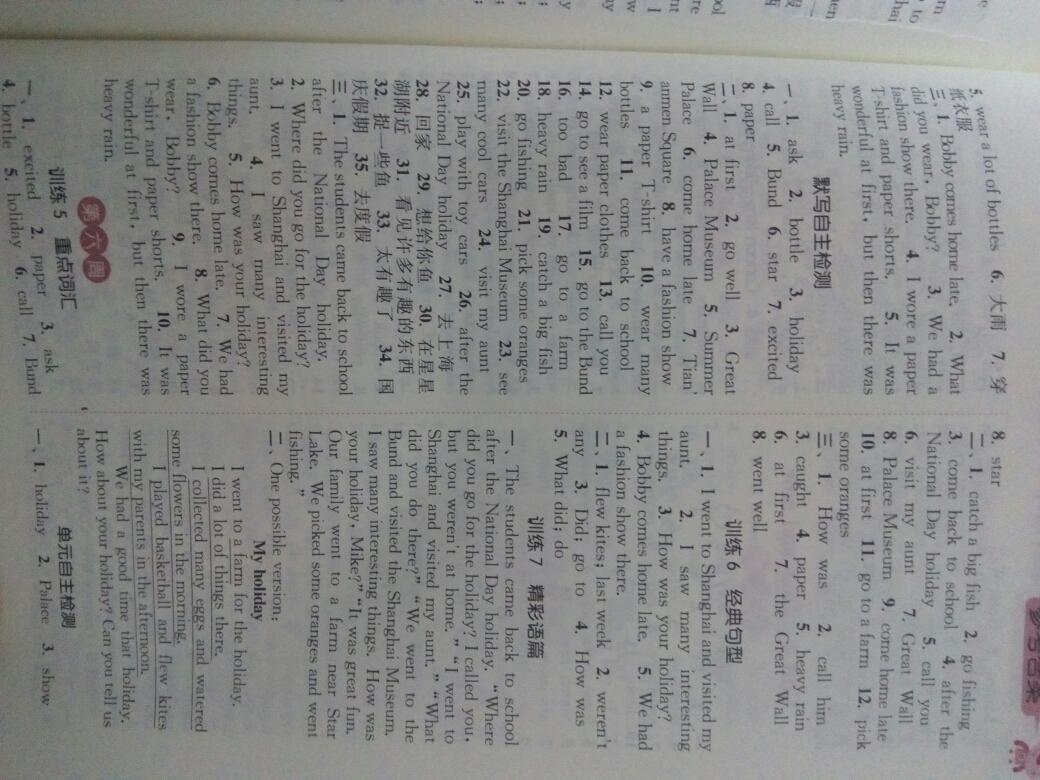 参考答案
5. wear a lot of bottles 6. 大雨 7. 穿
纸衣服
三、1. Bobby comes home late. 2. What
did you wear, Bobby? 3. We had a
fashion show there. 4. I wore a paper
T-shirt and paper shorts. 5. It was
wonderful at first, but then there was
heavy rain.
默写自主检测
一、1. ask 2. bottle 3. holiday
4. call 5. Bund 6. star 7. excited
8. paper
二、1. at first 2. go well 3. Great
Wall 4. Palace Museum 5. Summer
Palace 6. come home late 7. Tian'
anmen Square 8. have a fashion show
9. a paper T-shirt 10. wear many
bottles 11. come back to school
12. wear paper clothes 13. call you
14. go to see a film 15. go to the Bund
16. too bad 17. go to a farm
18. heavy rain 19. catch a big fish
20. go fishing 21. pick some oranges
22. visit the Shanghai Museum 23. see
many cool cars 24. visit my aunt
25. play with toy cars 26. after the
National Day holiday 27. 去上海
28. 回家 29. 想给你鱼 30. 在星星
湖附近 31. 看见许多有趣的东西
32. 捉一些鱼 33. 太有趣了 34. 国
庆假期 35. 去度假
三、1. The students came back to school
after the National Day holiday.
2. Where did you go for the holiday?
3. I went to Shanghai and visited my
aunt. 4. I saw many interesting
things. 5. How was your holiday?
6. Bobby comes home late. 7. We had
a fashion show there. 8. What did you
wear, Bobby? 9. I wore a paper
T-shirt and paper shorts. 10. It was
wonderful at first, but then there was
heavy rain.
第六周
训练 5 重点词汇
一、1. excited 2. paper 3. ask
4. bottle 5. holiday 6. call 7. Bund
8. star
二、1. catch a big fish 2. go fishing
3. come back to school 4. after the
National Day holiday 5. call you
6. visit my aunt 7. Great Wall
8. Palace Museum 9. come home late
10. at first 11. go to a farm 12. pick
some oranges
三、1. How was 2. call him
3. caught 4. paper 5. heavy rain
6. at first 7. the Great Wall
8. went well
训练 6 经典句型
一、1. I went to Shanghai and visited my
aunt. 2. I saw many interesting
things. 3. How was your holiday?
4. Bobby comes home late. 5. We had
a fashion show there.
二、1. flew kites; last week 2. weren't
any 3. Did; go to 4. How was
5. What did; do
训练 7 精彩语篇
一、The students came back to school
after the National Day holiday. "Where
did you go for the holiday? I called you,
but you weren't at home." "I went to
Shanghai and visited my aunt." "What
did you do there?" "We went to the
Bund and visited the Shanghai Museum.
I saw many interesting things. How was
your holiday, Mike?" "It was great fun.
Our family went to a farm near Star
Lake. We picked some oranges and went
fishing."
二、One possible version:
My holiday
I went to a farm for the holiday.
I did a lot of things there.
I collected many eggs and watered
some flowers in the morning.
I played basketball and flew kites
with my parents in the afternoon.
We had a good time that holiday.
How about your holiday? Can you tell us
about it?
单元自主检测
一、1. holiday 2. Palace 3. show